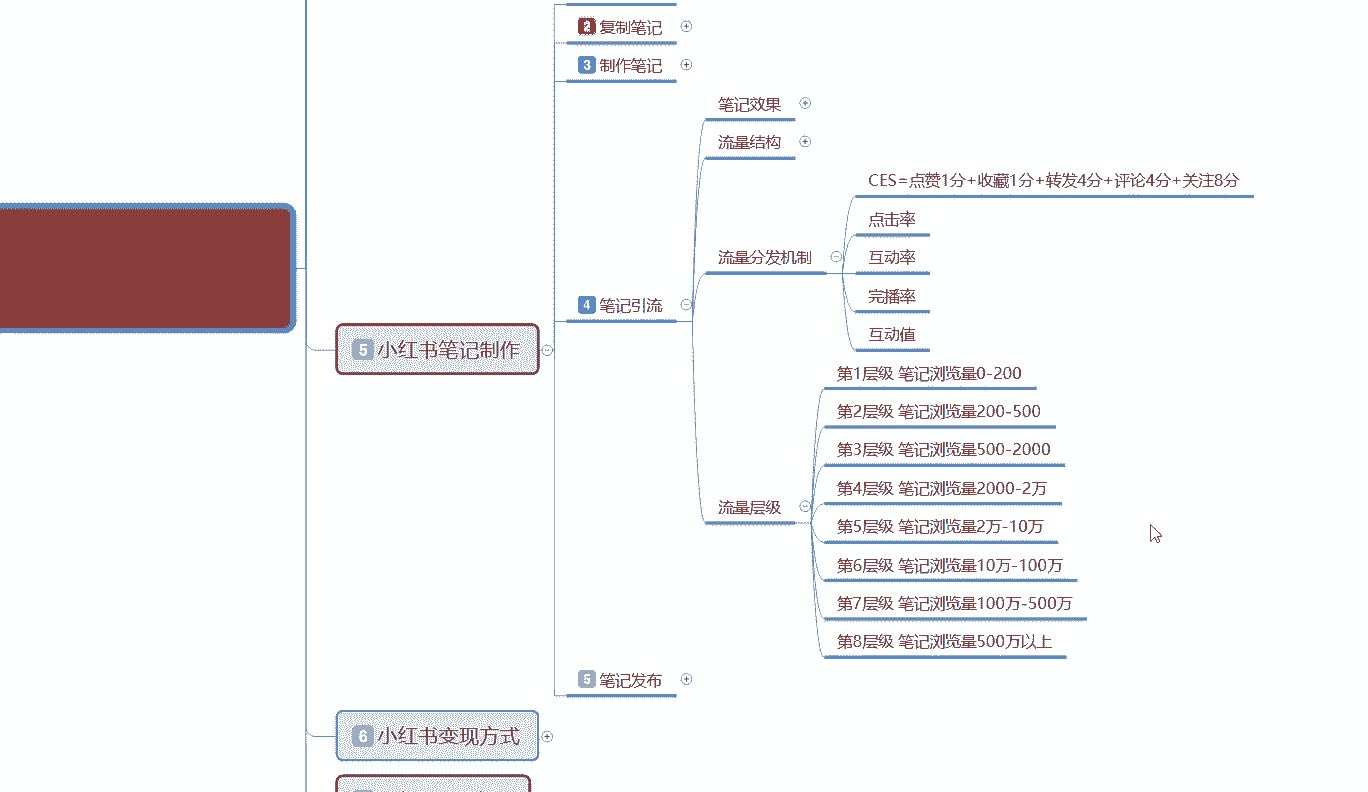 2 复制笔记
3 制作笔记
笔记效果
流量结构
CES=点赞1分+收藏1分+转发4分+评论4分+关注8分
点击率
流量分发机制
互动率
完播率
4 笔记引流
互动值
5 小红书笔记制作
第1层级 笔记浏览量0-200
第2层级 笔记浏览量200-500
第3层级 笔记浏览量500-2000
第4层级 笔记浏览量2000-2万
流量层级
第5层级 笔记浏览量2万-10万
第6层级 笔记浏览量10万-100万
第7层级 笔记浏览量100万-500万
第8层级 笔记浏览量500万以上
5 笔记发布
6 小红书变现方式